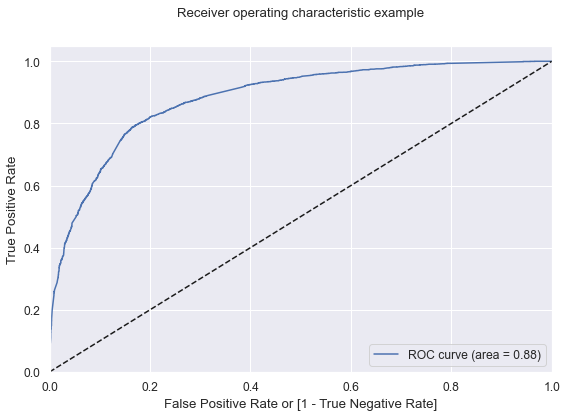 Receiver operating characteristic example
True Positive Rate
1.0
0.8
0.6
0.4
0.2
0.0
0.0 0.2 0.4 0.6 0.8 1.0
ROC curve (area = 0.88)
False Positive Rate or [1 - True Negative Rate]